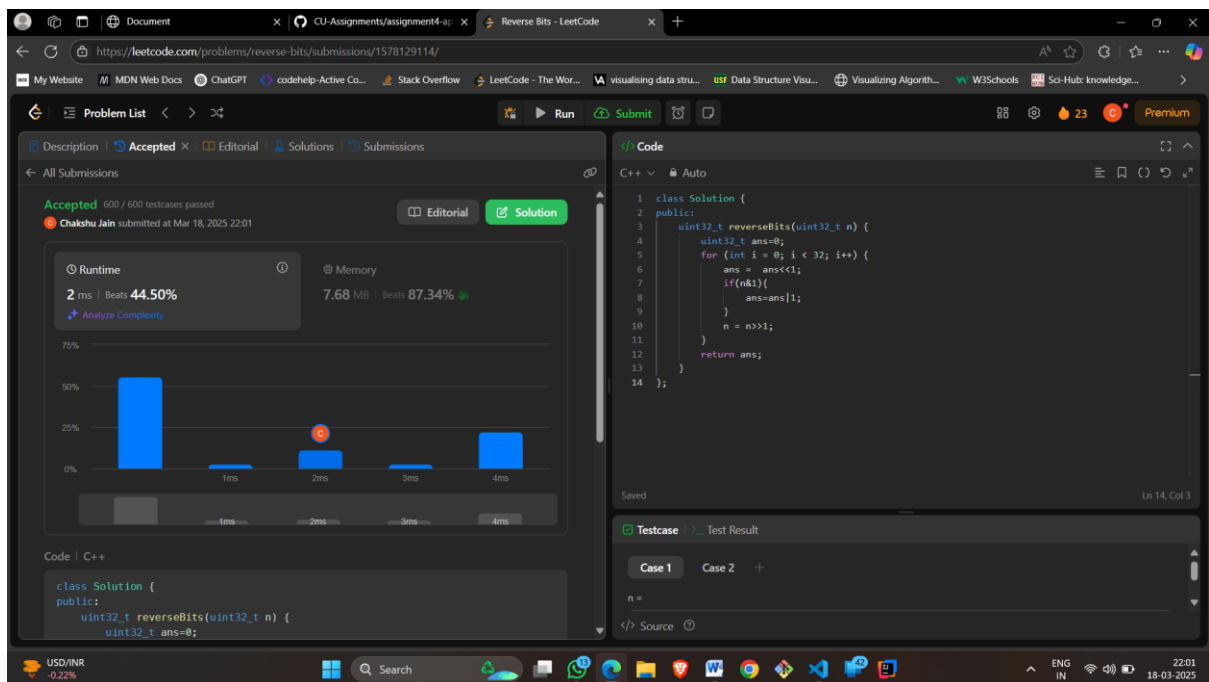 Document
CU-Assignments/assignment4-ap
Reverse Bits - LeetCode
https://leetcode.com/problems/reverse-bits/submissions/1578129114/
My Website
MDN Web Docs
ChatGPT
codehelp-Active Co...
Stack Overflow
LeetCode - The Wor...
visualising data stru...
USF Data Structure Visu...
Visualizing Algorith...
W3Schools
Sci-Hub: knowledge...
Problem List
Run
Submit
23
C
Premium
Description
Accepted
Editorial
Solutions
Submissions
All Submissions
Accepted 600 / 600 testcases passed
Chakshu Jain submitted at Mar 18, 2025 22:01
Editorial
Solution
Runtime
2 ms | Beats 44.50%
Analyze Complexity
Memory
7.68 MB | Beats 87.34%
75%
50%
25%
0%
C
1ms
2ms
3ms
4ms
1ms
2ms
3ms
4ms
Code | C++
class Solution {
public:
uint32_t reverseBits(uint32_t n) {
uint32_t ans=0;
</> Code
C++
Auto
1 class Solution {
2 public:
3 uint32_t reverseBits(uint32_t n) {
4 uint32_t ans=0;
5 for (int i = 0; i < 32; i++) {
6 ans = ans<<1;
7 if(n&1){
8 ans=ans|1;
9 }
10 n = n>>1;
11 }
12 return ans;
13 }
14 };
Saved
Ln 14, Col 3
Testcase
Test Result
Case 1
Case 2
n =
</> Source
USD/INR
-0.22%
Search
13
42
ENG
IN
22:01
18-03-2025